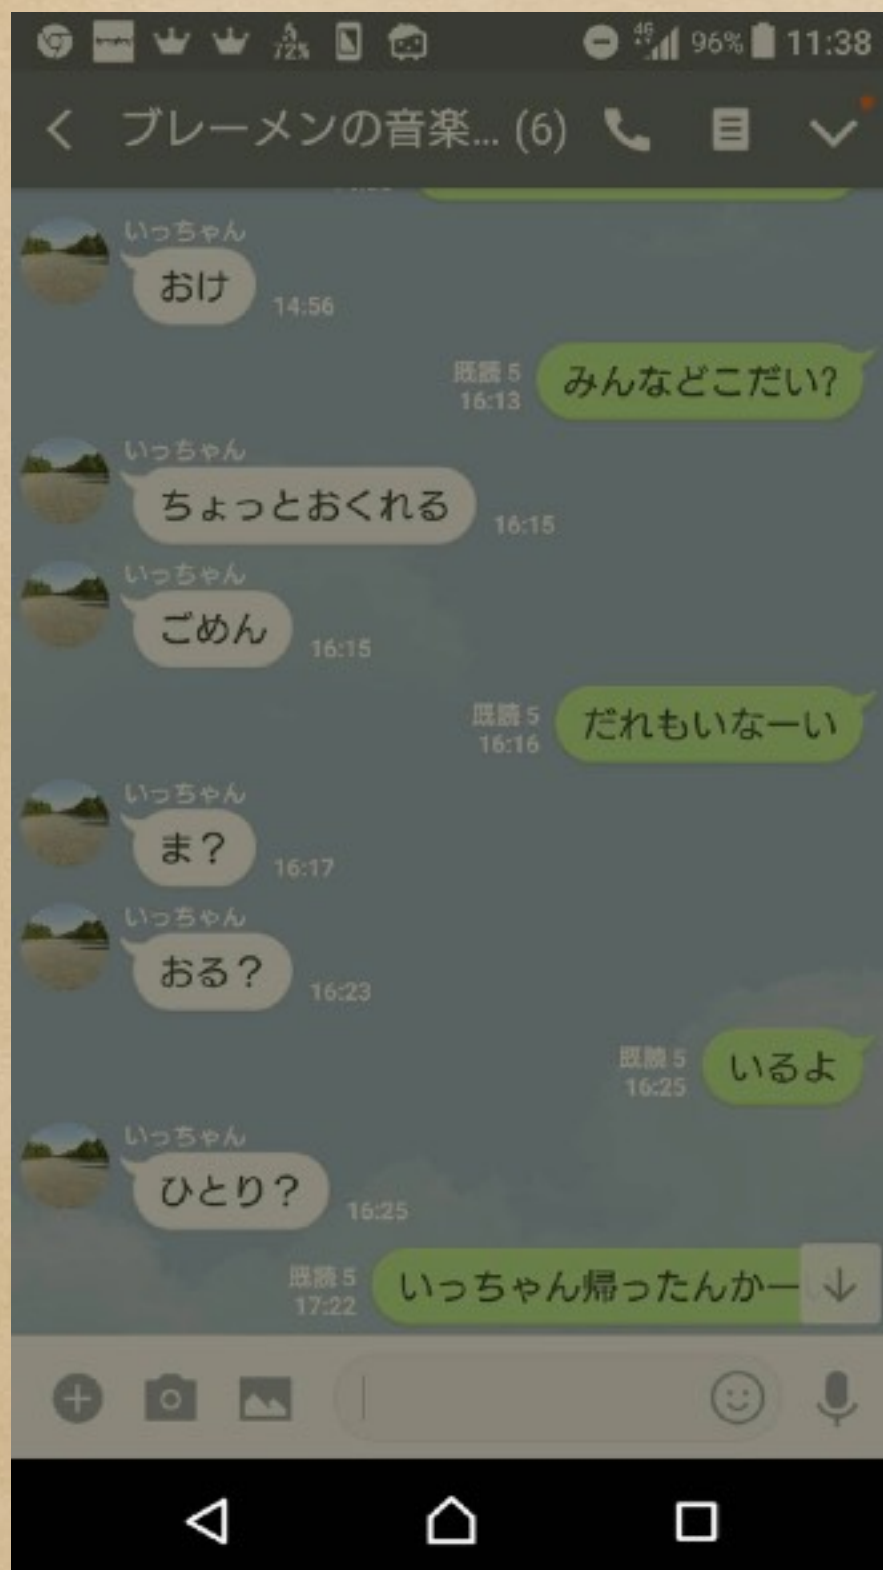 72%
4G
96%
11:38
ブレーメンの音楽... (6)
いっちゃん
おけ
14:56
既読 5
16:13
みんなどこだい?
いっちゃん
ちょっとおくれる
16:15
いっちゃん
ごめん
16:15
既読 5
16:16
だれもいなーい
いっちゃん
ま？
16:17
いっちゃん
おる？
16:23
既読 5
16:25
いるよ
いっちゃん
ひとり？
16:25
既読 5
17:22
いっちゃん帰ったんかー